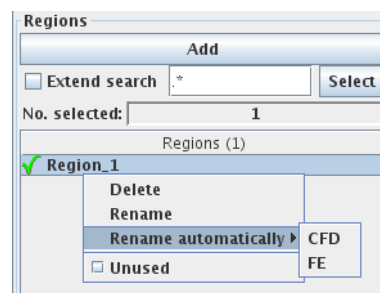 Regions
Add
Extend search .* Select
No. selected: 1
Regions (1)
Region_1
Delete
Rename
Rename automatically CFD
FE
Unused